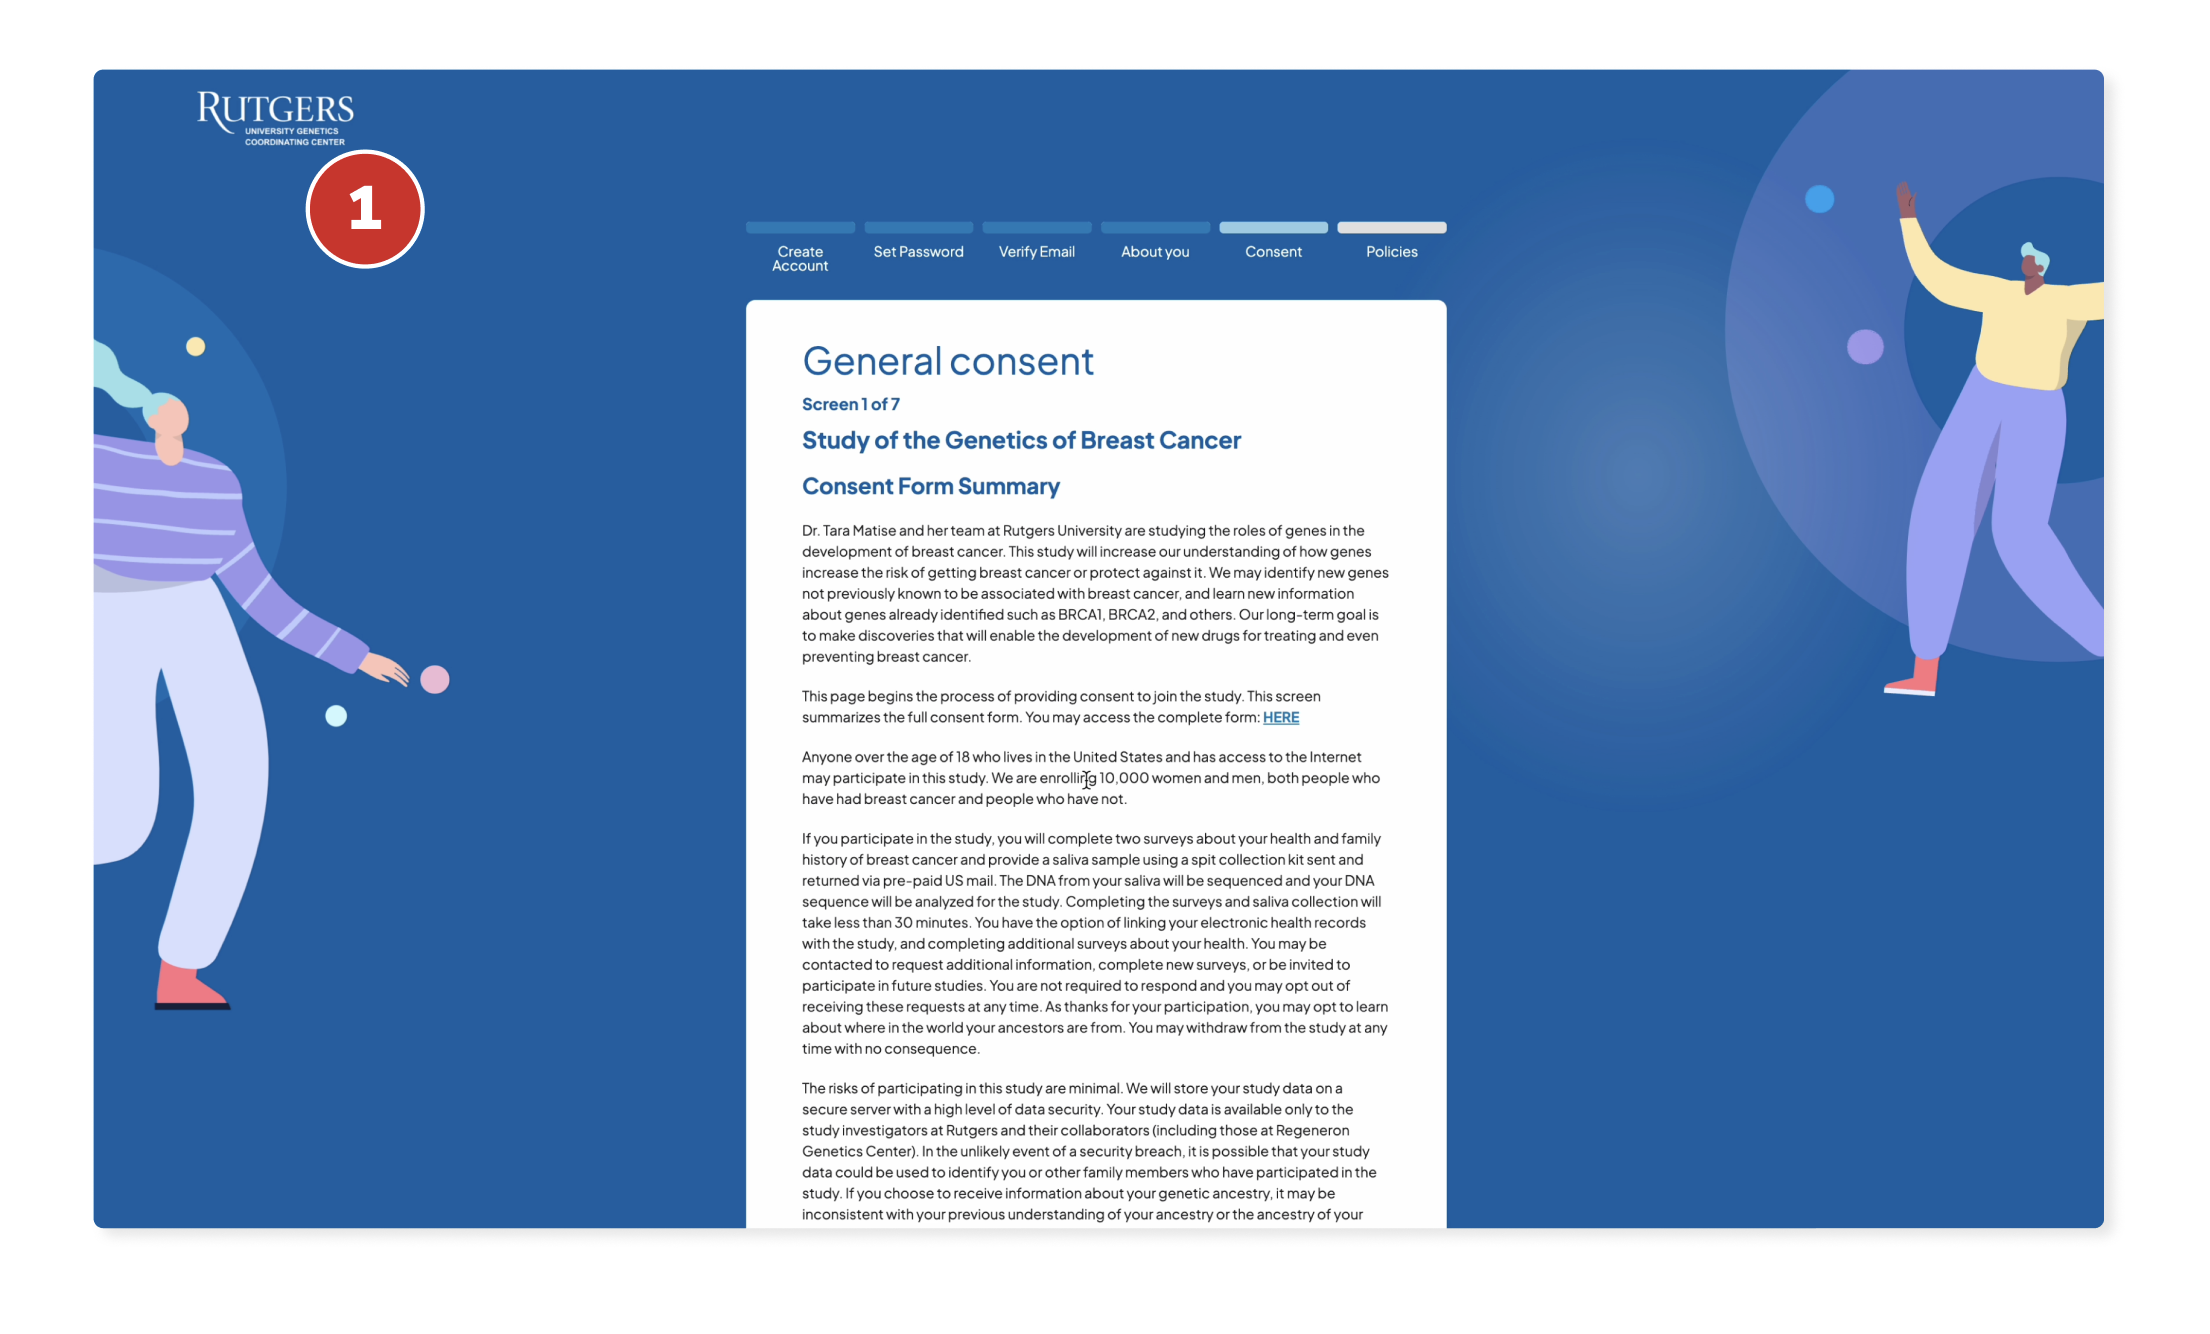 RUTGERS
UNIVERSITY GENETICS
COORDINATING CENTER
1
Create
Account
Set Password
Verify Email
About you
Consent
Policies
General consent
Screen 1 of 7
Study of the Genetics of Breast Cancer
Consent Form Summary
Dr. Tara Matise and her team at Rutgers University are studying the roles of genes in the
development of breast cancer. This study will increase our understanding of how genes
increase the risk of getting breast cancer or protect against it. We may identify new genes
not previously known to be associated with breast cancer, and learn new information
about genes already identified such as BRCA1, BRCA2, and others. Our long-term goal is
to make discoveries that will enable the development of new drugs for treating and even
preventing breast cancer.
This page begins the process of providing consent to join the study. This screen
summarizes the full consent form. You may access the complete form: HERE
Anyone over the age of 18 who lives in the United States and has access to the Internet
may participate in this study. We are enrolling 10,000 women and men, both people who
have had breast cancer and people who have not.
If you participate in the study, you will complete two surveys about your health and family
history of breast cancer and provide a saliva sample using a spit collection kit sent and
returned via pre-paid US mail. The DNA from your saliva will be sequenced and your DNA
sequence will be analyzed for the study. Completing the surveys and saliva collection will
take less than 30 minutes. You have the option of linking your electronic health records
with the study, and completing additional surveys about your health. You may be
contacted to request additional information, complete new surveys, or be invited to
participate in future studies. You are not required to respond and you may opt out of
receiving these requests at any time. As thanks for your participation, you may opt to learn
about where in the world your ancestors are from. You may withdraw from the study at any
time with no consequence.
The risks of participating in this study are minimal. We will store your study data on a
secure server with a high level of data security. Your study data is available only to the
study investigators at Rutgers and their collaborators (including those at Regeneron
Genetics Center). In the unlikely event of a security breach, it is possible that your study
data could be used to identify you or other family members who have participated in the
study. If you choose to receive information about your genetic ancestry, it may be
inconsistent with your previous understanding of your ancestry or the ancestry of your